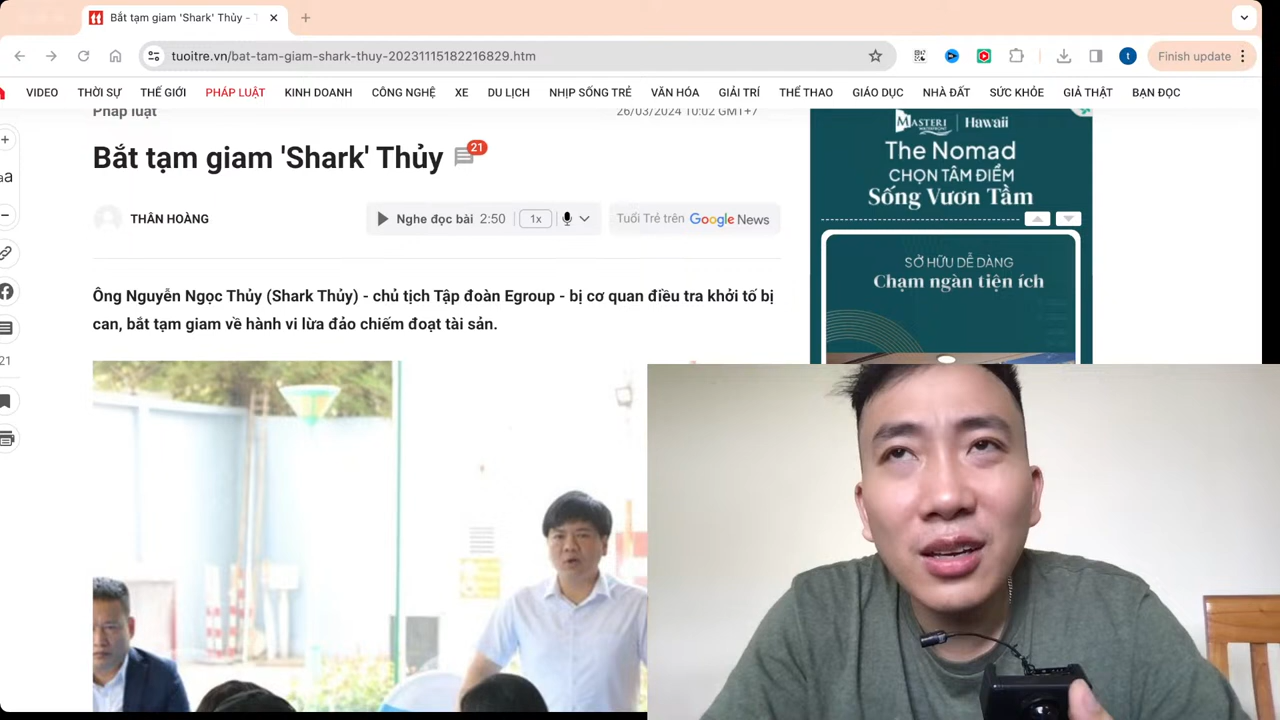 Bắt tạm giam 'Shark' Thủy - T
tuoitre.vn/bat-tam-giam-shark-thuy-20231115182216829.htm
t
Finish update
VIDEO THỜI SỰ THẾ GIỚI PHÁP LUẬT KINH DOANH CÔNG NGHỆ XE DU LỊCH NHỊP SỐNG TRẺ VĂN HÓA GIẢI TRÍ THỂ THAO GIÁO DỤC NHÀ ĐẤT SỨC KHỎE GIẢ THẬT BẠN ĐỌC
Pháp luật
26/03/2024 10:02 GMT+7
Bắt tạm giam 'Shark' Thủy
21
THÂN HOÀNG
Nghe đọc bài 2:50 1x
Tuổi Trẻ trên Google News
Ông Nguyễn Ngọc Thủy (Shark Thủy) - chủ tịch Tập đoàn Egroup - bị cơ quan điều tra khởi tố bị
can, bắt tạm giam về hành vi lừa đảo chiếm đoạt tài sản.
aA
21
MASTERI Hawaii
The Nomad
CHỌN TÂM ĐIỂM
Sống Vươn Tầm
SỞ HỮU DỄ DÀNG
Chạm ngàn tiện ích